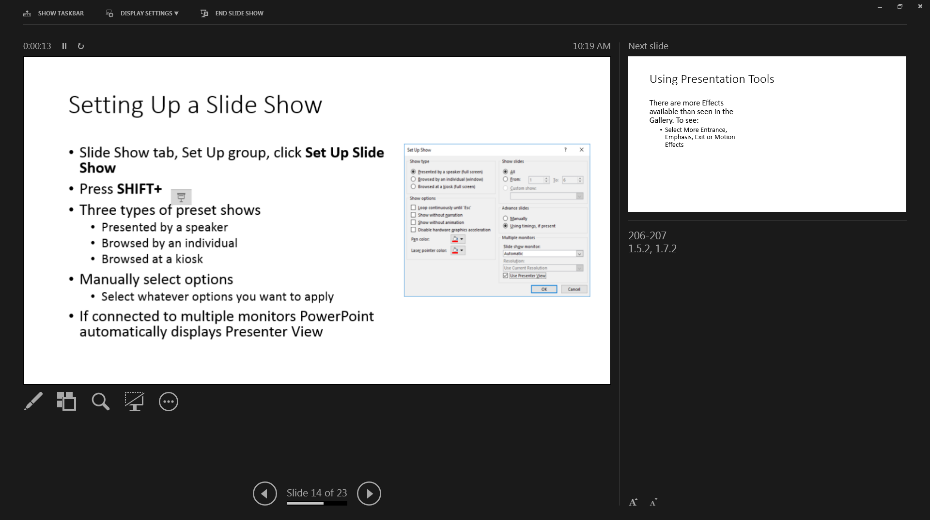 SHOW TASKBAR
DISPLAY SETTINGS ▼
END SLIDE SHOW
0:00:13
10:19 AM
Setting Up a Slide Show
• Slide Show tab, Set Up group, click Set Up Slide
Show
• Press SHIFT+
• Three types of preset shows
• Presented by a speaker
• Browsed by an individual
• Browsed at a kiosk
• Manually select options
• Select whatever options you want to apply
• If connected to multiple monitors PowerPoint
automatically displays Presenter View
Set Up Show
? ×
Show type
Presented by a speaker (full screen)
Browsed by an individual (window)
Browsed at a kiosk (full screen)
Show options
Loop continuously until 'Esc'
Show without narration
Show without animation
Disable hardware graphics acceleration
Pen color:
Laser pointer color:
Show slides
All
From: To:
Custom show:
Advance slides
Manually
Using timings, if present
Multiple monitors
Slide show monitor:
Automatic
Resolution:
Use Current Resolution
Use Presenter View
OK
Cancel
Slide 14 of 23
Next slide
Using Presentation Tools
There are more Effects
available than seen in the
Gallery. To see:
• Select More Entrance,
Emphasis, Exit or Motion
Effects
206-207
1.5.2, 1.7.2
A A